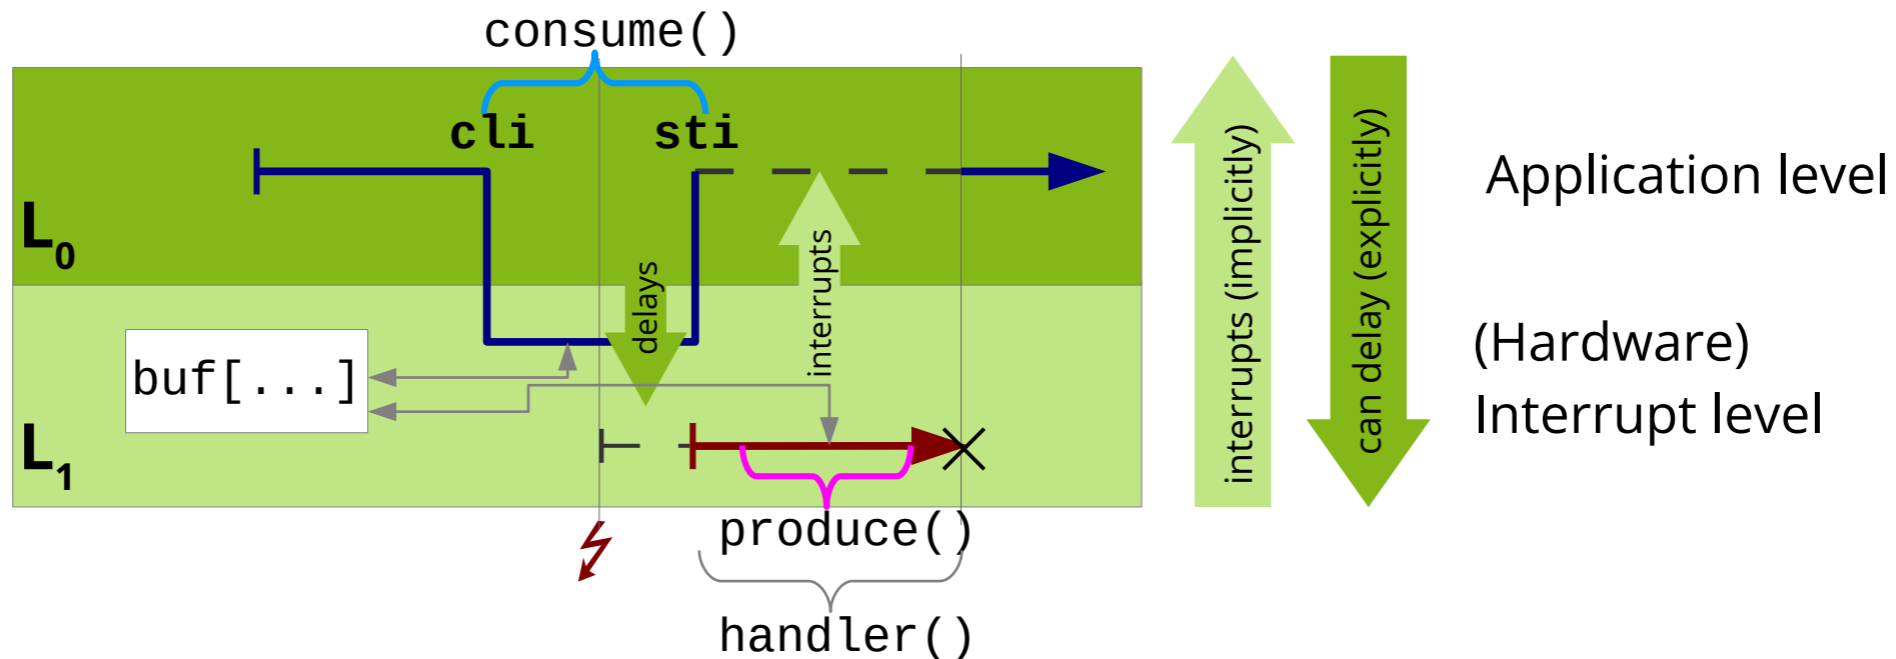 consume()
cli sti
L0
delays
interrupts
buf[...]
L1
produce()
handler()
interrupts (implicitly)
can delay (explicitly)
Application level
(Hardware)
Interrupt level